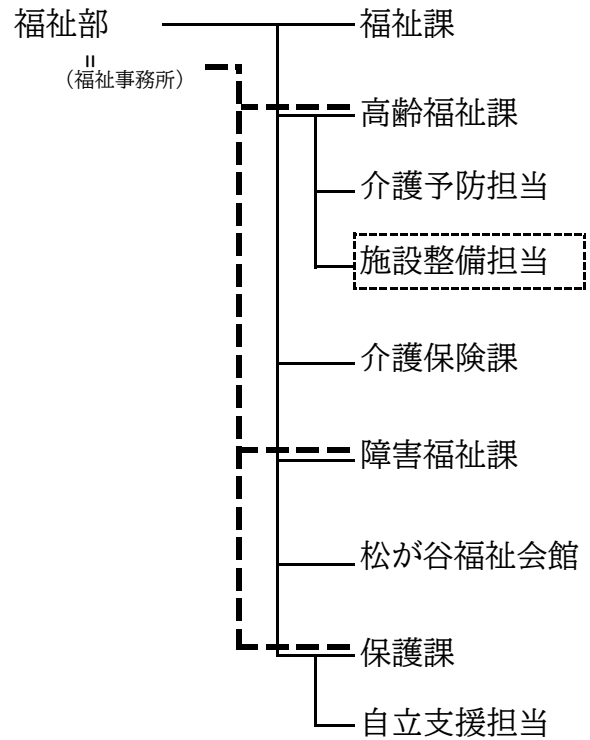 福祉部
福祉課
=
（福祉事務所）
高齢福祉課
介護予防担当
施設整備担当
介護保険課
障害福祉課
松が谷福祉会館
保護課
自立支援担当